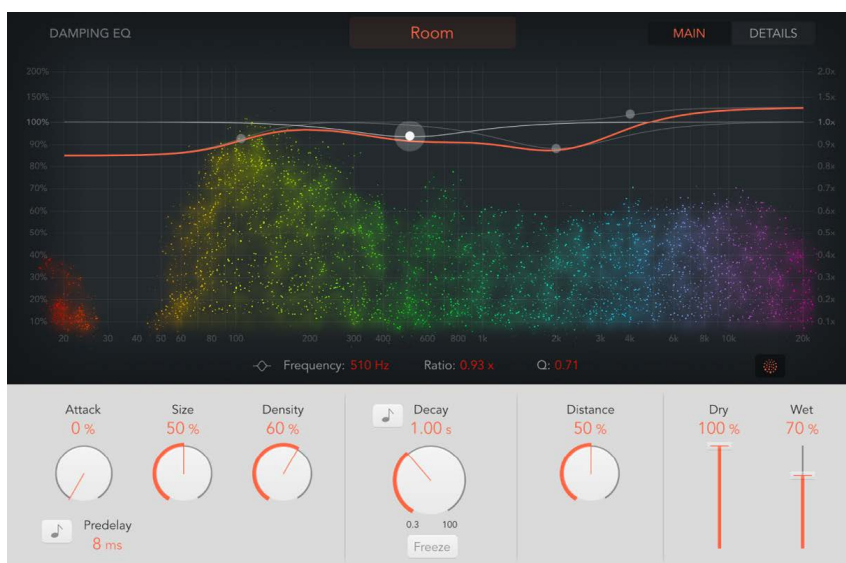 DAMPING EQ
Room
MAIN DETAILS
200% 2.0x
150% 1.5x
100% 1.0x
90% 0.9x
80% 0.8x
70% 0.7x
60% 0.6x
50% 0.5x
40% 0.4x
30% 0.3x
20% 0.2x
10% 0.1x
20 30 40 50 60 80 100 200 300 400 600 800 1k 2k 3k 4k 6k 8k 10k 20k
Frequency: 510 Hz Ratio: 0.93 x Q: 0.71
Attack Size Density Decay Distance Dry Wet
0 % 50 % 60 % 1.00 s 50 % 100 % 70 %
0.3 100
Predelay
8 ms
Freeze